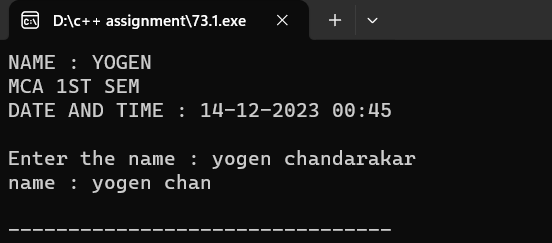 D:\c++ assignment\73.1.exe
NAME : YOGEN
MCA 1ST SEM
DATE AND TIME : 14-12-2023 00:45
Enter the name : yogen chandarakar
name : yogen chan
--------------------------------